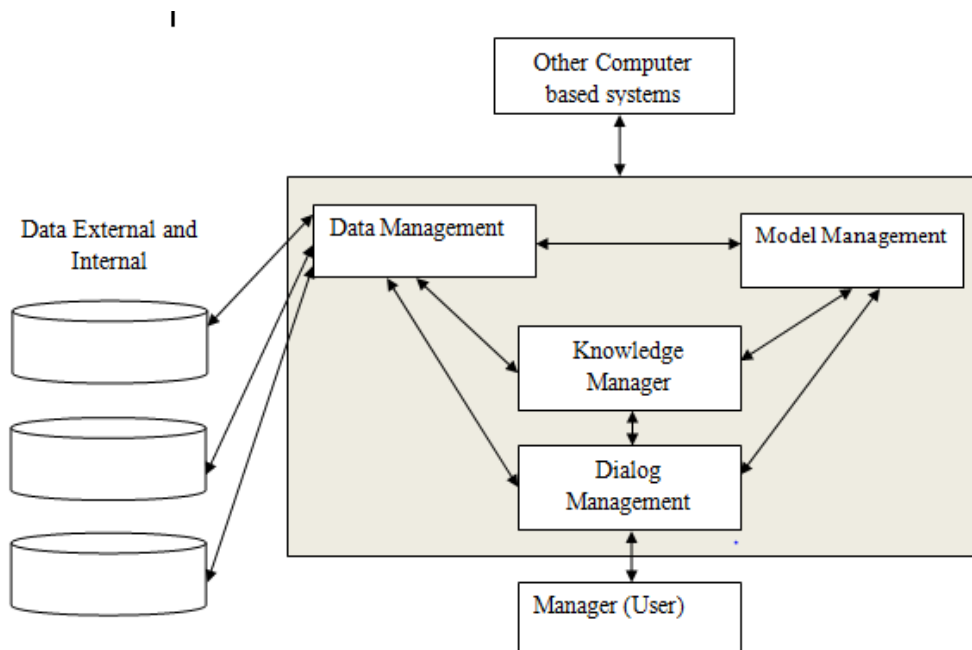 Other Computer
based systems
Data External and
Internal
Data Management
Model Management
Knowledge
Manager
Dialog
Management
Manager (User)